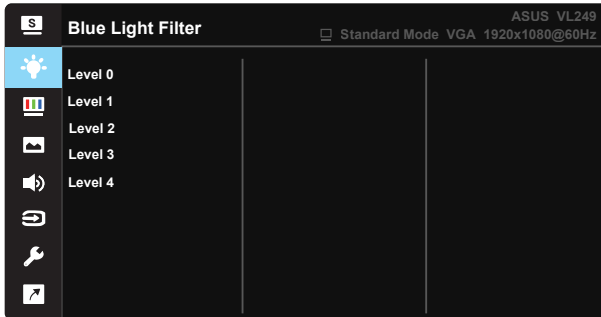 S
Blue Light Filter
ASUS VL249
Standard Mode VGA 1920x1080@60Hz
Level 0
Level 1
Level 2
Level 3
Level 4